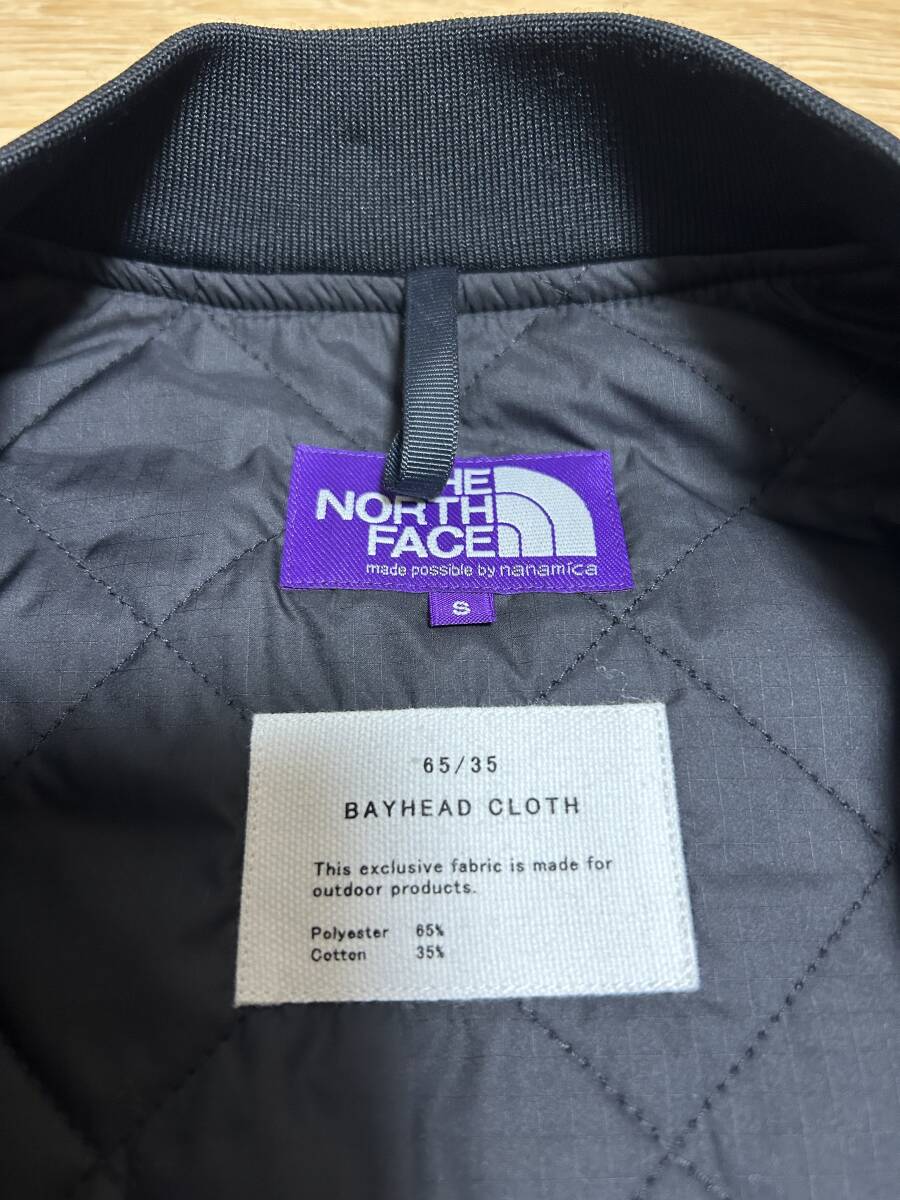 THE
NORTH
FACE
made possible by nanamica
S
65/35
BAYHEAD CLOTH
This exclusive fabric is made for
outdoor products.
Polyester 65%
Cotton 35%